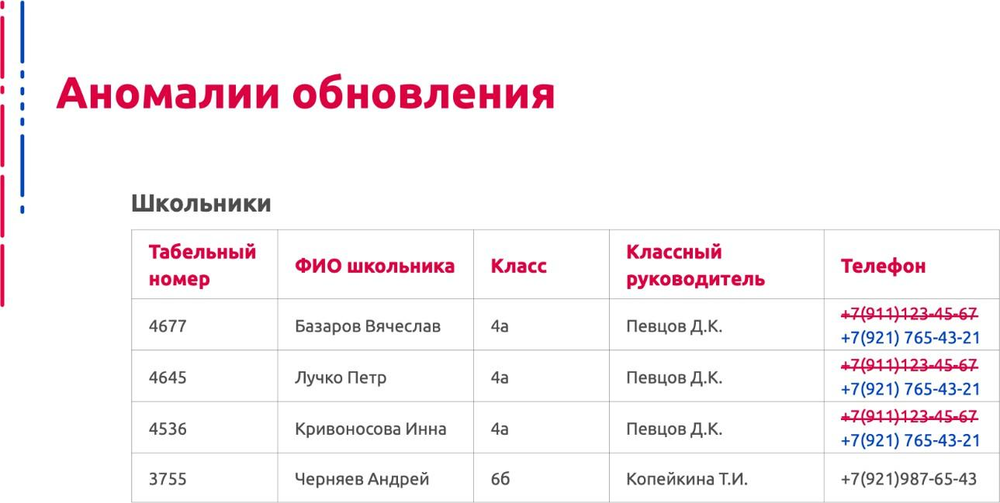 Аномалии обновления
Школьники
Табельный номер
ФИО школьника
Класс
Классный руководитель
Телефон
4677 Базаров Вячеслав 4а Певцов Д.К. +7(911)123-45-67
+7(921) 765-43-21
4645 Лучко Петр 4а Певцов Д.К. +7(911)123-45-67
+7(921) 765-43-21
4536 Кривоносова Инна 4а Певцов Д.К. +7(911)123-45-67
+7(921) 765-43-21
3755 Черняев Андрей 6б Копейкина Т.И. +7(921)987-65-43